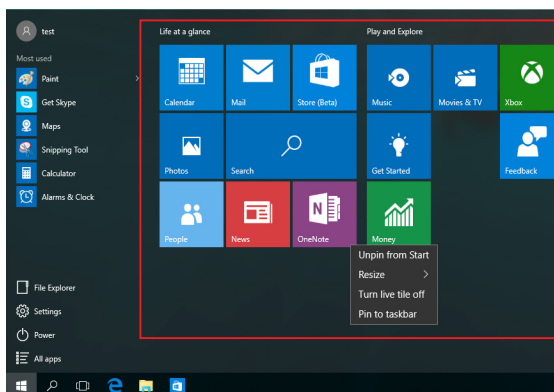 test
Most used
Paint
Get Skype
Maps
Snipping Tool
Calculator
Alarms & Clock
File Explorer
Settings
Power
All apps
Life at a glance
Calendar
Mail
Store (Beta)
Photos
Search
People
News
OneNote
Play and Explore
Music
Movies & TV
Xbox
Get Started
Feedback
Money
Unpin from Start
Resize
Turn live tile off
Pin to taskbar